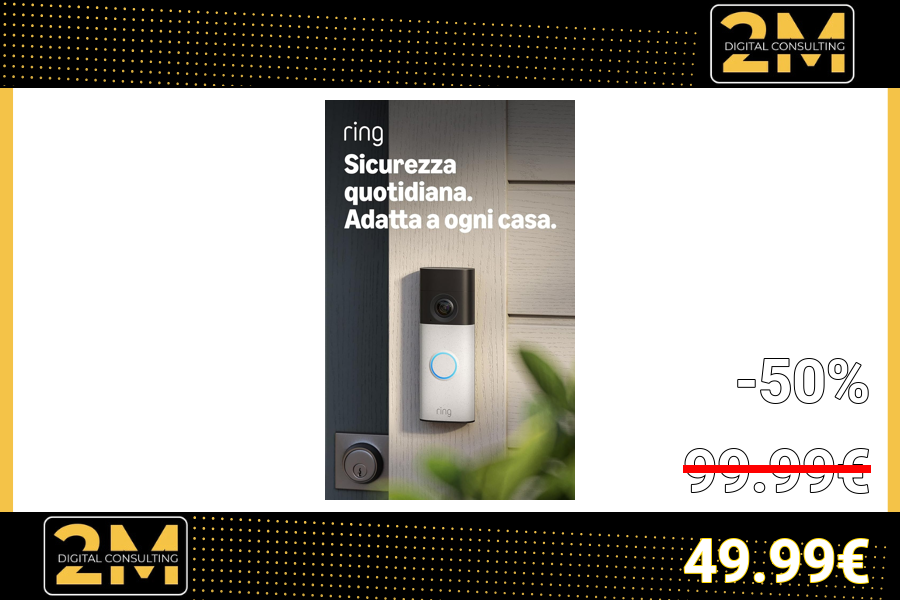 2M
DIGITAL CONSULTING
ring
Sicurezza
quotidiana.
Adatta a ogni casa.
ring
-50%
99.99€
2M
DIGITAL CONSULTING
49.99€